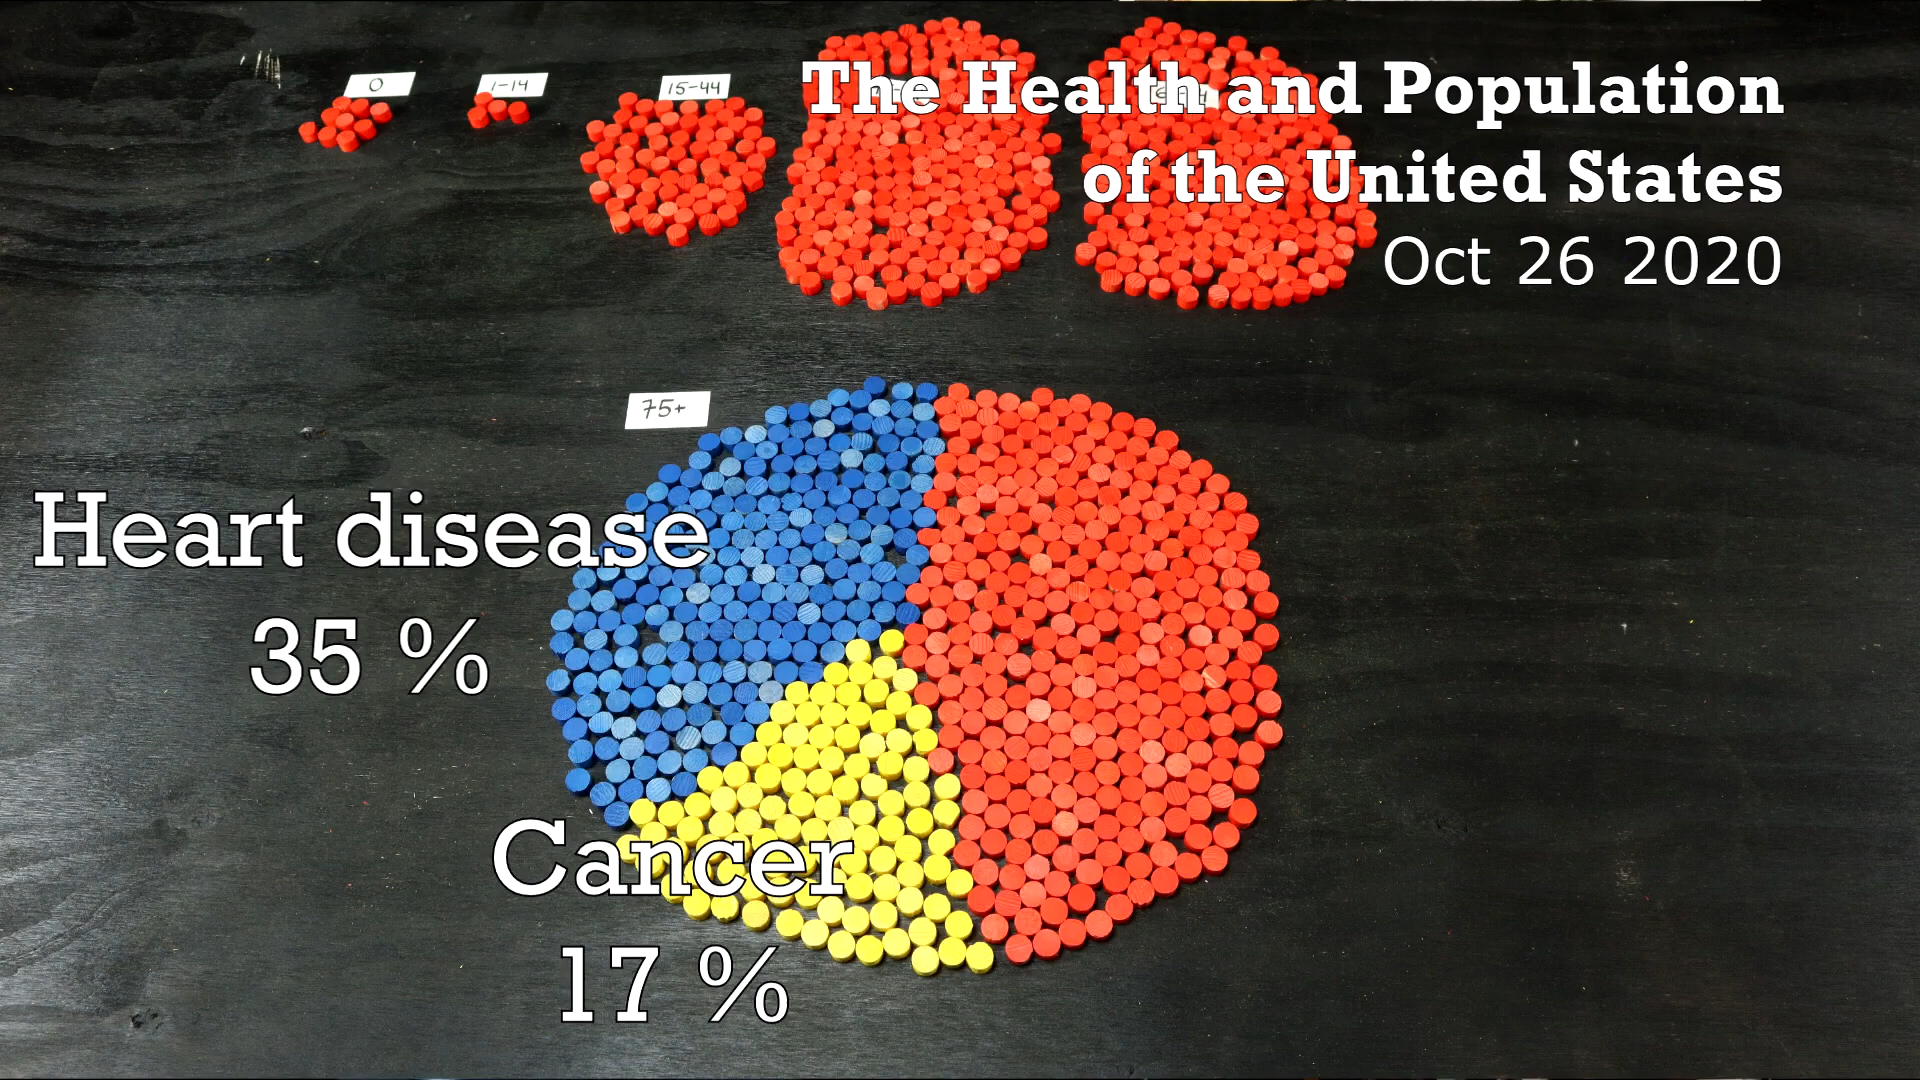 0
1-14
15-44
The Health and Population
of the United States
Oct 26 2020
75+
Heart disease
35 %
Cancer
17 %